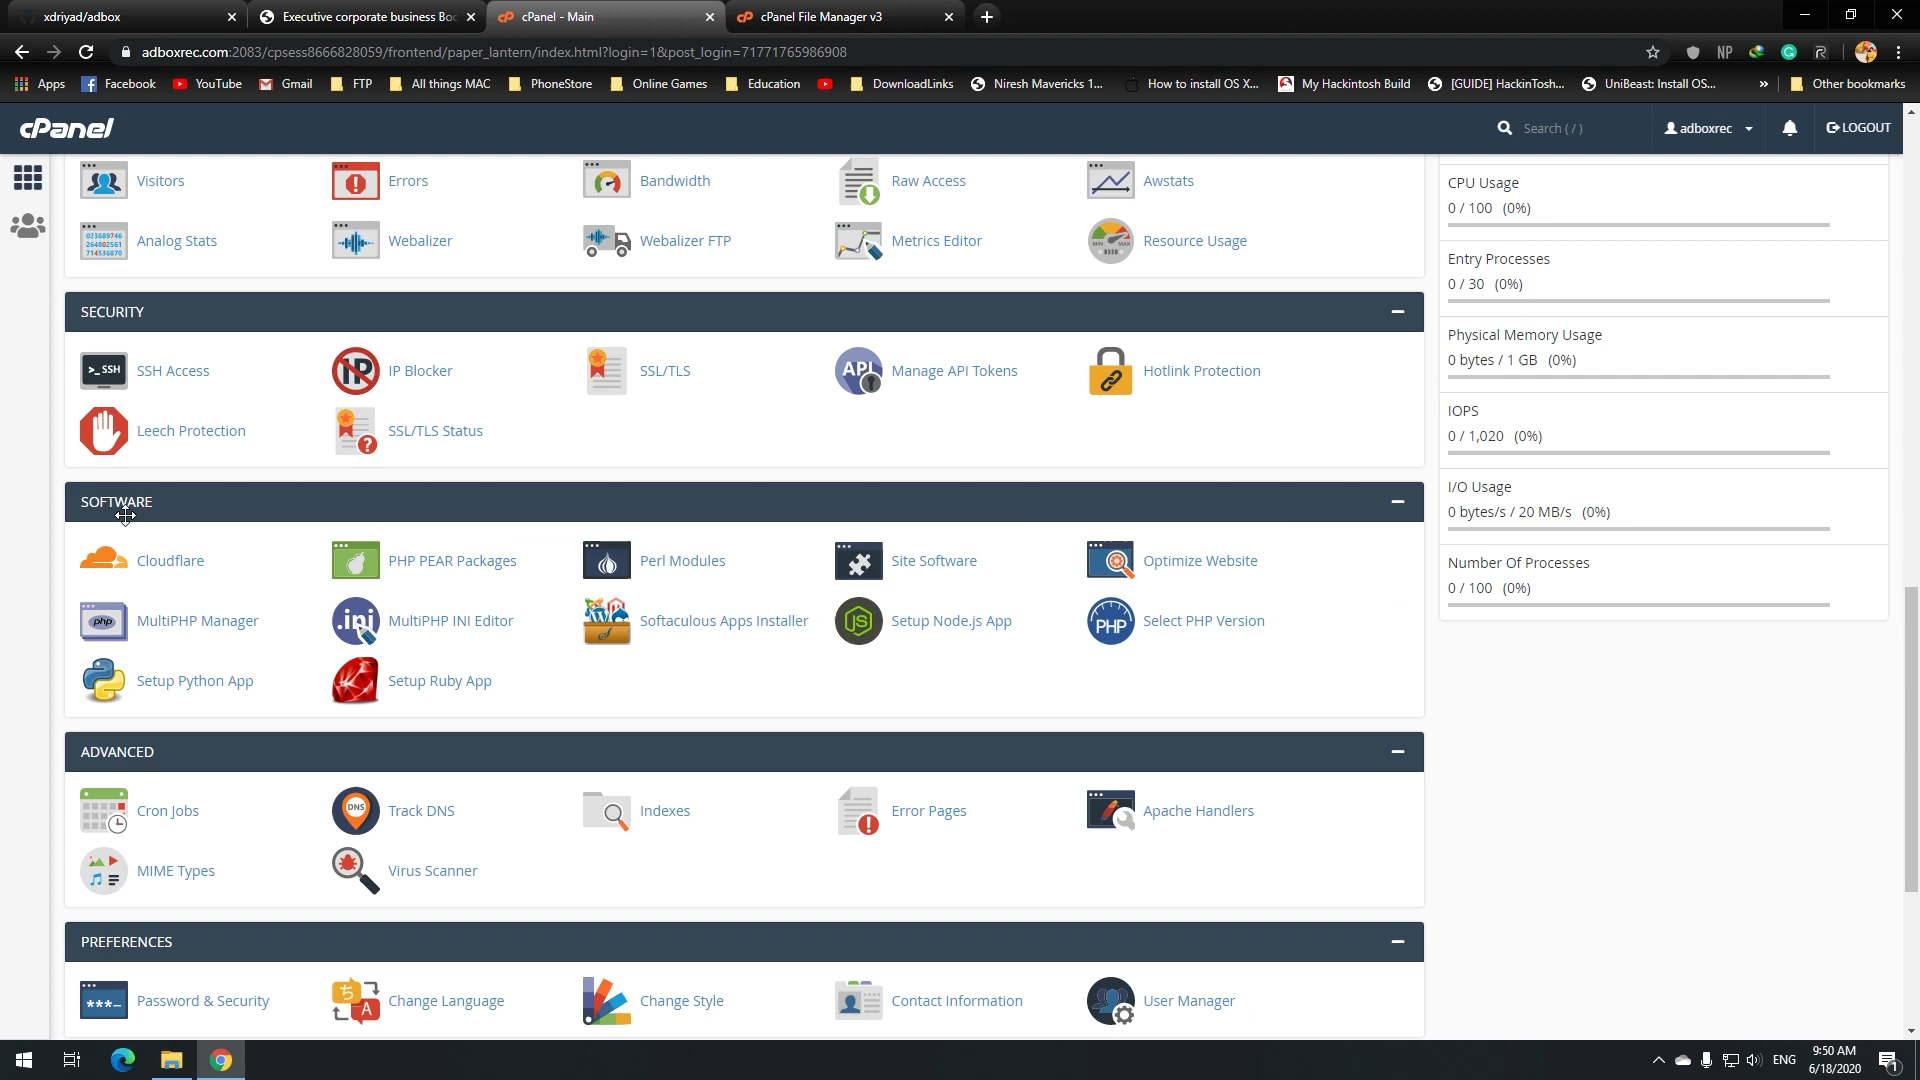 xdriyad/adbox
Executive corporate business Boc
cPanel - Main
cPanel File Manager v3
adboxrec.com:2083/cpsess8666828059/frontend/paper_lantern/index.html?login=1&post_login=71771765986908
NP
Apps
Facebook
YouTube
Gmail
FTP
All things MAC
PhoneStore
Online Games
Education
DownloadLinks
Niresh Mavericks 1...
How to install OS X...
My Hackintosh Build
[GUIDE] HackinTosh...
UniBeast: Install OS...
»
Other bookmarks
cPanel
Search ( / )
adboxrec
LOGOUT
Visitors
Errors
Bandwidth
Raw Access
Awstats
Analog Stats
Webalizer
Webalizer FTP
Metrics Editor
Resource Usage
SECURITY
SSH Access
IP Blocker
SSL/TLS
Manage API Tokens
Hotlink Protection
Leech Protection
SSL/TLS Status
SOFTWARE
Cloudflare
PHP PEAR Packages
Perl Modules
Site Software
Optimize Website
MultiPHP Manager
MultiPHP INI Editor
Softaculous Apps Installer
Setup Node.js App
Select PHP Version
Setup Python App
Setup Ruby App
ADVANCED
Cron Jobs
Track DNS
Indexes
Error Pages
Apache Handlers
MIME Types
Virus Scanner
PREFERENCES
Password & Security
Change Language
Change Style
Contact Information
User Manager
CPU Usage
0 / 100 (0%)
Entry Processes
0 / 30 (0%)
Physical Memory Usage
0 bytes / 1 GB (0%)
IOPS
0 / 1,020 (0%)
I/O Usage
0 bytes/s / 20 MB/s (0%)
Number Of Processes
0 / 100 (0%)
ENG
9:50 AM
6/18/2020
1